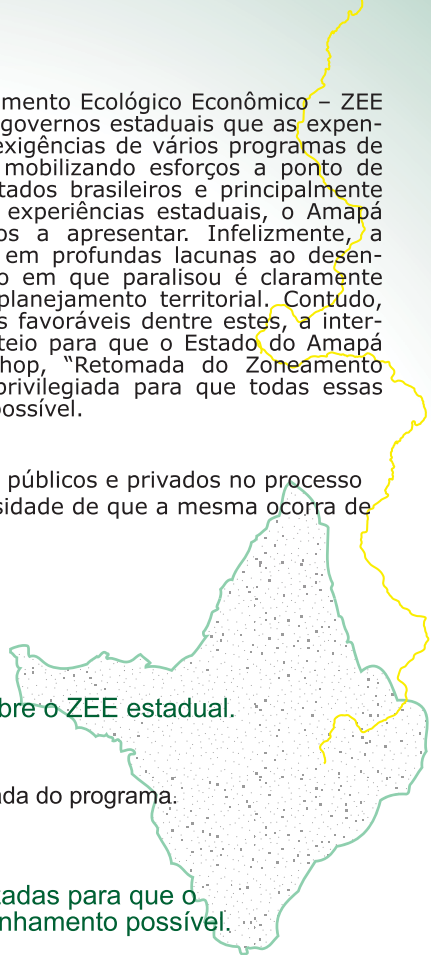 mento Ecológico Econômico – ZEE
governos estaduais que as expen-
exigências de vários programas de
mobilizando esforços a ponto de
tados brasileiros e principalmente
experiências estaduais, o Amapá
os a apresentar. Infelizmente, a
em profundas lacunas ao desen-
o em que paralisou é claramente
planejamento territorial. Contudo,
s favoráveis dentre estes, a inter-
teio para que o Estado do Amapá
hop, “Retomada do Zoneamento
privilegiada para que todas essas
possível.
públicos e privados no processo
sidade de que a mesma ocorra de
bre o ZEE estadual.
ada do programa.
zadas para que o
nhamento possível.